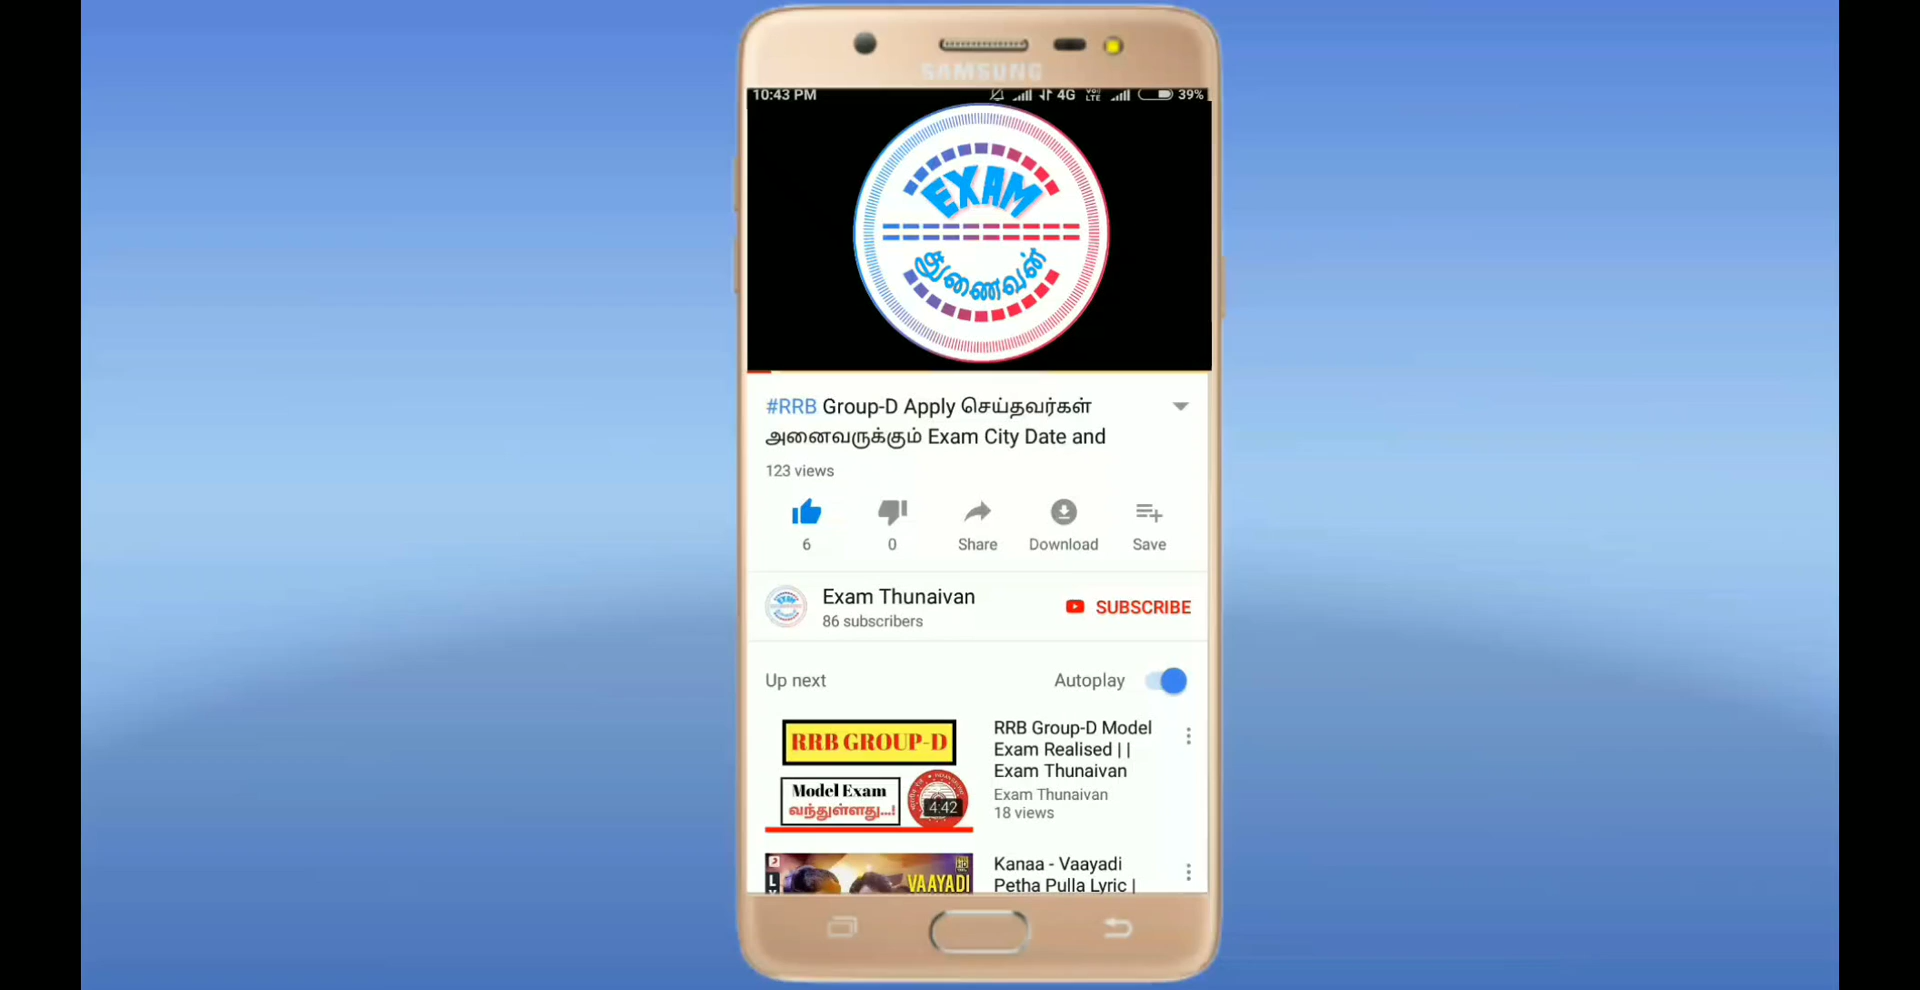 SAMSUNG
10:43 PM
4G VoLTE 39%
EXAM
துணைவன்
#RRB Group-D Apply செய்தவர்கள்
அனைவருக்கும் Exam City Date and
123 views
6
0
Share
Download
Save
Exam Thunaivan
86 subscribers
SUBSCRIBE
Up next
Autoplay
RRB GROUP-D
Model Exam
வந்துள்ளது...!
4:42
RRB Group-D Model
Exam Realised ||
Exam Thunaivan
Exam Thunaivan
18 views
VAAYADI
Kanaa - Vaayadi
Petha Pulla Lyric |